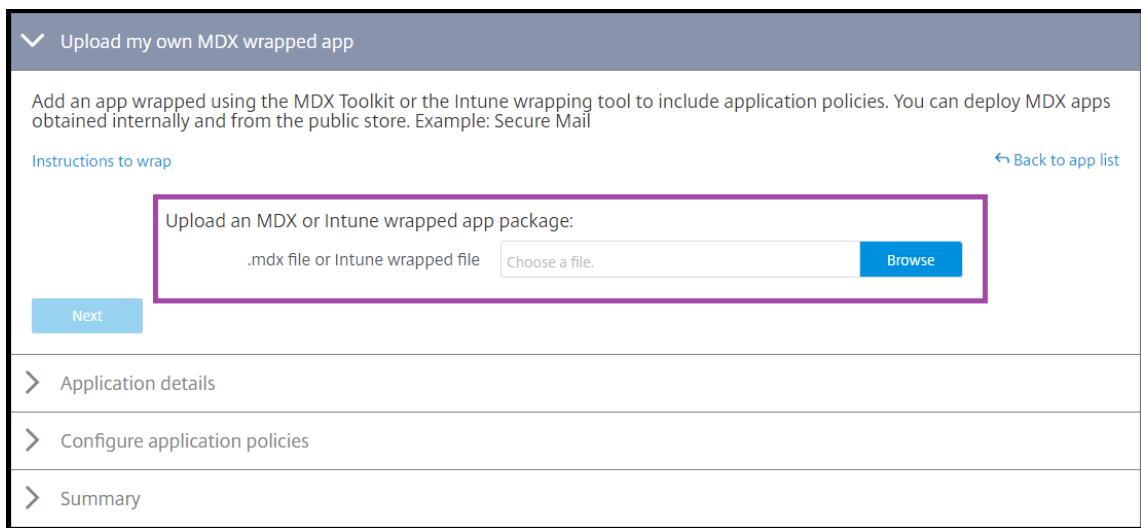 Upload my own MDX wrapped app
Add an app wrapped using the MDX Toolkit or the Intune wrapping tool to include application policies. You can deploy MDX apps
obtained internally and from the public store. Example: Secure Mail
Instructions to wrap
Back to app list
Upload an MDX or Intune wrapped app package:
.mdx file or Intune wrapped file
Choose a file.
Browse
Next
Application details
Configure application policies
Summary